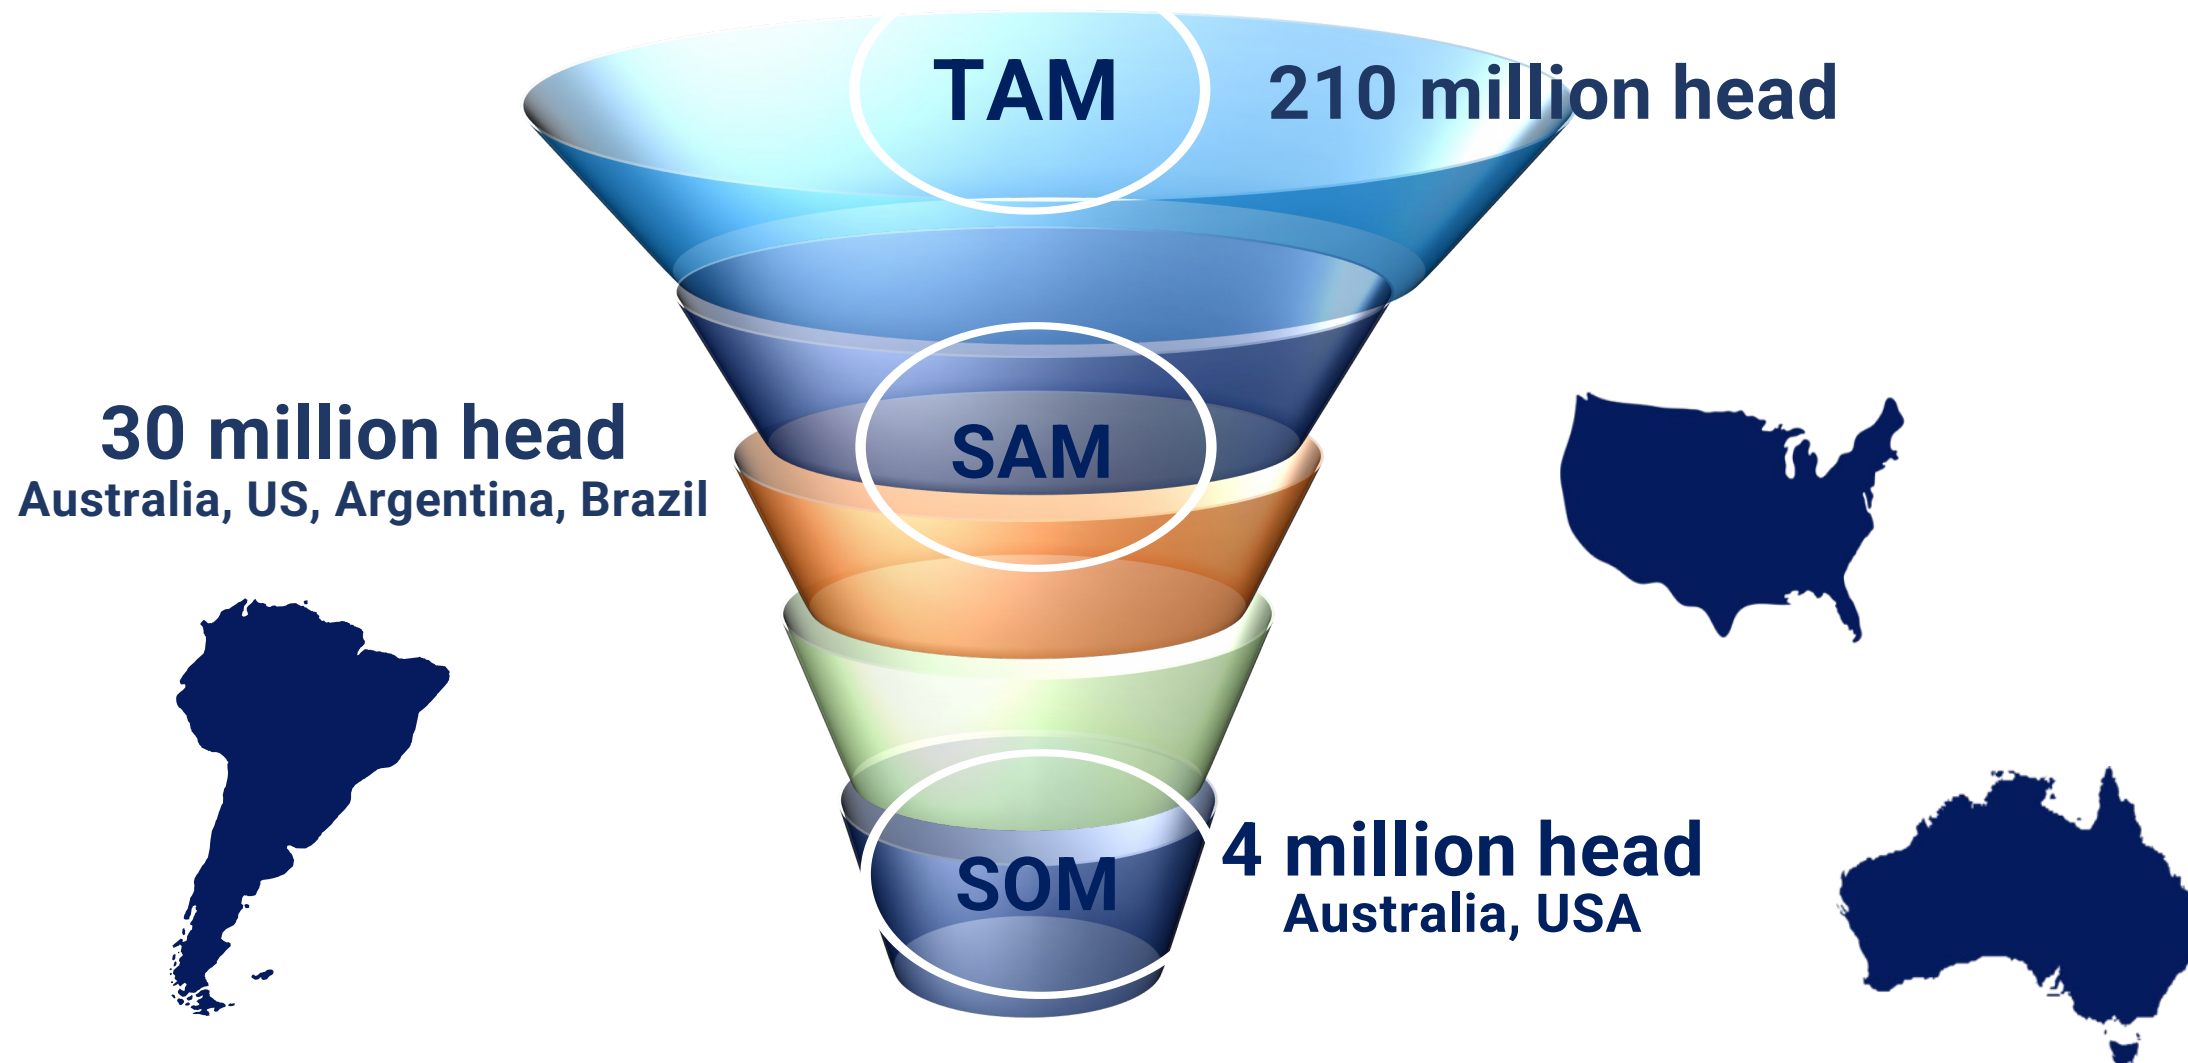 TAM
210 million head
30 million head
Australia, US, Argentina, Brazil
SAM
4 million head
Australia, USA
SOM